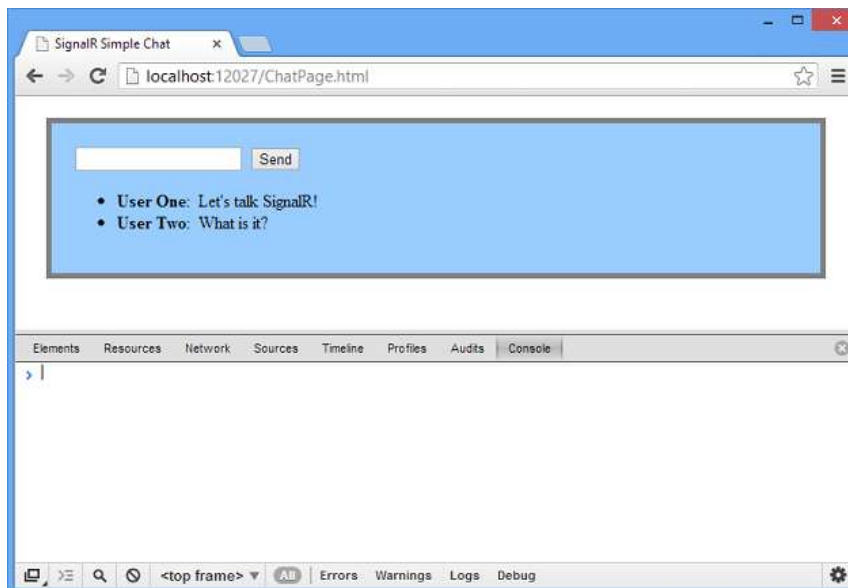 SignalR Simple Chat
localhost:12027/ChatPage.html
Send
User One: Let's talk SignalR!
User Two: What is it?
Elements Resources Network Sources Timeline Profiles Audits Console
<top frame> All Errors Warnings Logs Debug